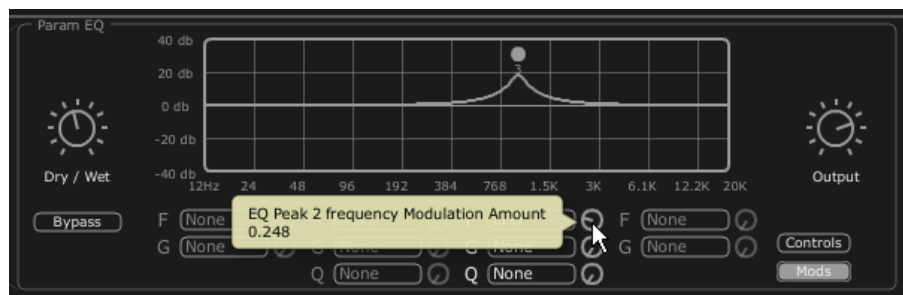 Param EQ
40 db
20 db
0 db
-20 db
-40 db
3
12Hz 24 48 96 192 384 768 1.5K 3K 6.1K 12.2K 20K
Dry / Wet
Output
Bypass
EQ Peak 2 frequency Modulation Amount
0.248
F None F None
G None G None G None
Q None Q None
Controls
Mods